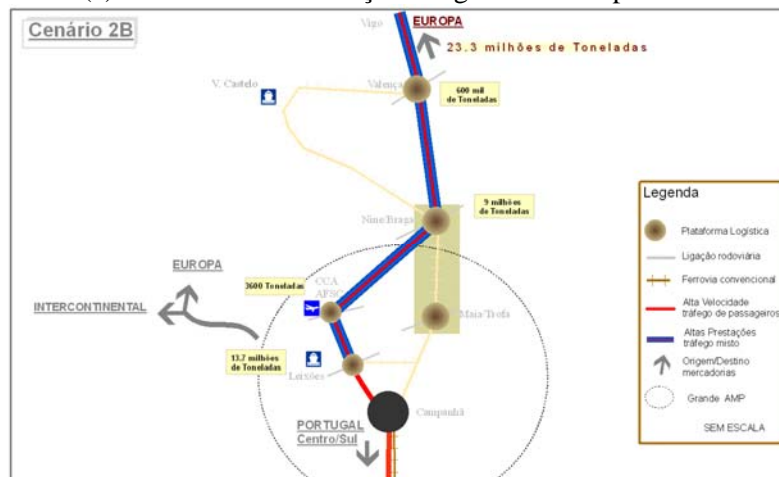 Cenário 2B
Vigo
EUROPA
23.3 milhões de Toneladas
V. Castelo
Valença
600 mil
de Toneladas
9 milhões
de Toneladas
Nine/Braga
EUROPA
INTERCONTINENTAL
3600 Toneladas
CCA
AFSC
Maia/Trofa
13.7 milhões
de Toneladas
Leixões
Campanhã
PORTUGAL
Centro/Sul
Legenda
Plataforma Logística
Ligação rodoviária
Ferrovia convencional
Alta Velocidade
tráfego de passageiros
Altas Prestações
tráfego misto
Origem/Destino
mercadorias
Grande AMP
SEM ESCALA